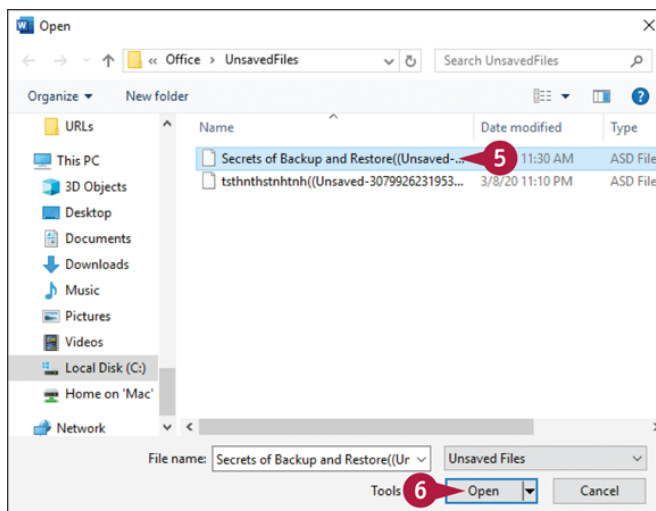 Open
« Office > UnsavedFiles
Search UnsavedFiles
Organize
New folder
URLs
This PC
3D Objects
Desktop
Documents
Downloads
Music
Pictures
Videos
Local Disk (C:)
Home on 'Mac'
Network
Name Date modified Type
Secrets of Backup and Restore((Unsaved-... 5 11:30 AM ASD File
tsthnthstnhtnh((Unsaved-3079926231953... 3/8/20 11:10 PM ASD File
File name: Secrets of Backup and Restore((Ur Unsaved Files
Tools 6 Open Cancel